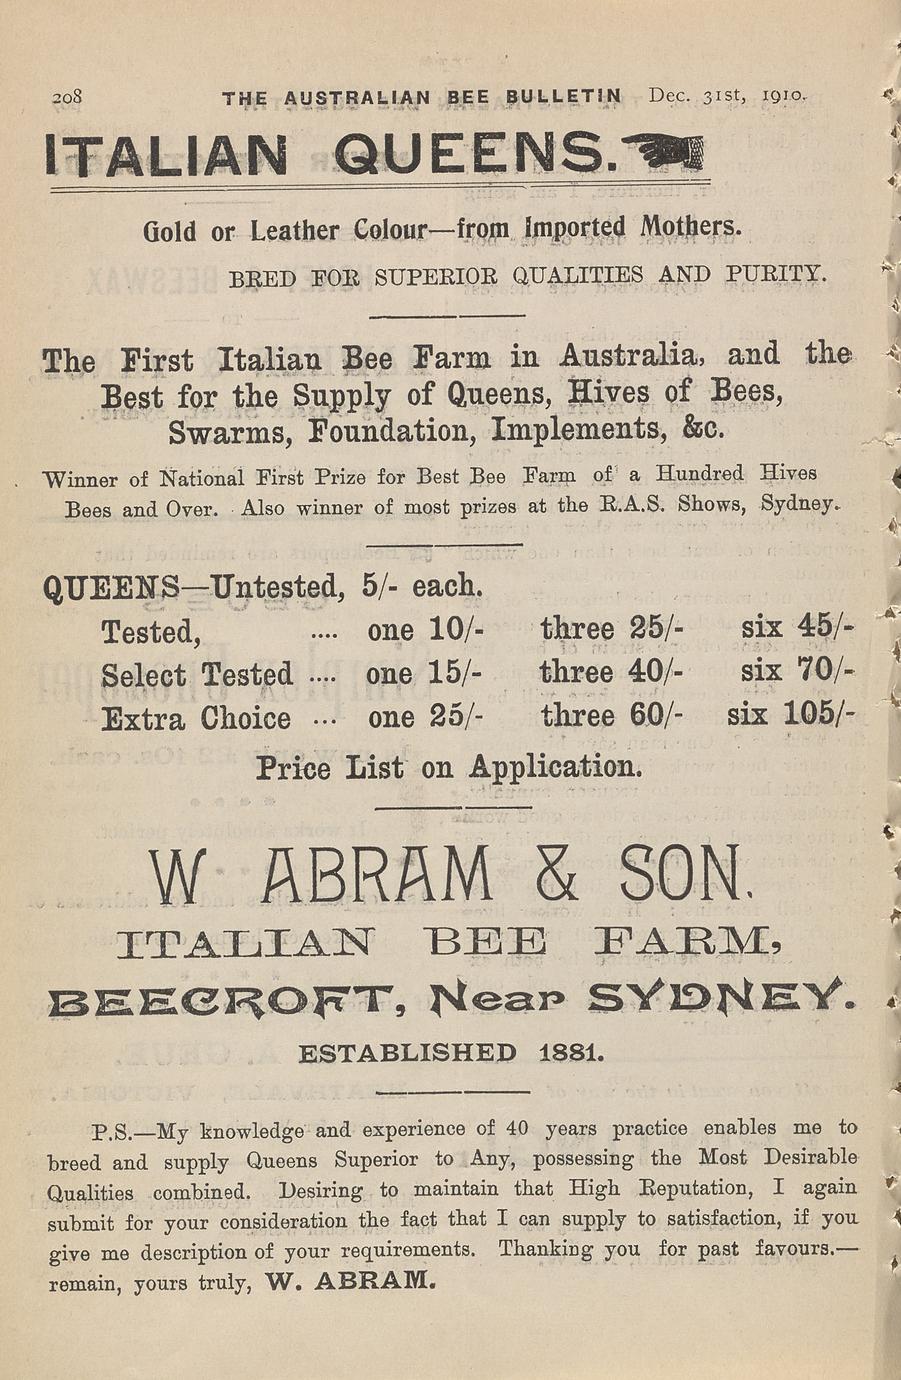 208 THE AUSTRALIAN BEE BULLETIN Dec. 31st, 1910.
ITALIAN QUEENS.
Gold or Leather Colour—from Imported Mothers.
BRED FOR SUPERIOR QUALITIES AND PURITY.
The First Italian Bee Farm in Australia, and the
Best for the Supply of Queens, Hives of Bees,
Swarms, Foundation, Implements, &c.
Winner of National First Prize for Best Bee Farm of a Hundred Hives
Bees and Over. Also winner of most prizes at the R.A.S. Shows, Sydney.
QUEENS—Untested, 5/- each.
Tested, .... one 10/- three 25/- six 45/-
Select Tested .... one 15/- three 40/- six 70/-
Extra Choice ... one 25/- three 60/- six 105/-
Price List on Application.
W ABRAM & SON.
ITALIAN BEE FARM,
BEECROFT, Near SYDNEY.
ESTABLISHED 1881.
P.S.—My knowledge and experience of 40 years practice enables me to
breed and supply Queens Superior to Any, possessing the Most Desirable
Qualities combined. Desiring to maintain that High Reputation, I again
submit for your consideration the fact that I can supply to satisfaction, if you
give me description of your requirements. Thanking you for past favours.—
remain, yours truly, W. ABRAM.